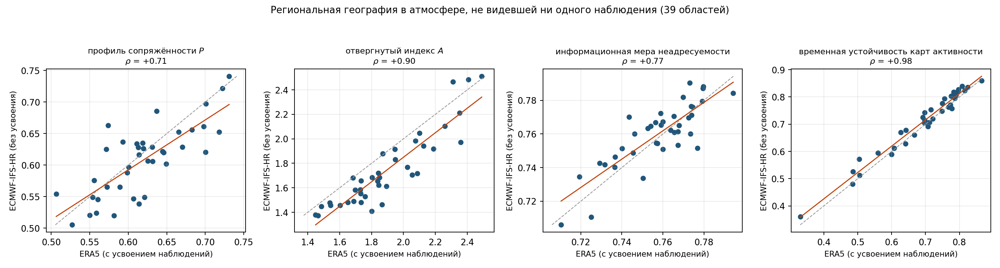 Региональная география в атмосфере, не видевшей ни одного наблюдения (39 областей)
профиль сопряжённости P
ρ = +0.71
ECMWF-IFS-HR (без усвоения)
0.75
0.70
0.65
0.60
0.55
0.50
0.50 0.55 0.60 0.65 0.70 0.75
ERA5 (с усвоением наблюдений)
отвергнутый индекс A
ρ = +0.90
ECMWF-IFS-HR (без усвоения)
2.4
2.2
2.0
1.8
1.6
1.4
1.4 1.6 1.8 2.0 2.2 2.4
ERA5 (с усвоением наблюдений)
информационная мера неадресуемости
ρ = +0.77
ECMWF-IFS-HR (без усвоения)
0.78
0.76
0.74
0.72
0.72 0.74 0.76 0.78
ERA5 (с усвоением наблюдений)
временная устойчивость карт активности
ρ = +0.98
ECMWF-IFS-HR (без усвоения)
0.9
0.8
0.7
0.6
0.5
0.4
0.4 0.5 0.6 0.7 0.8
ERA5 (с усвоением наблюдений)